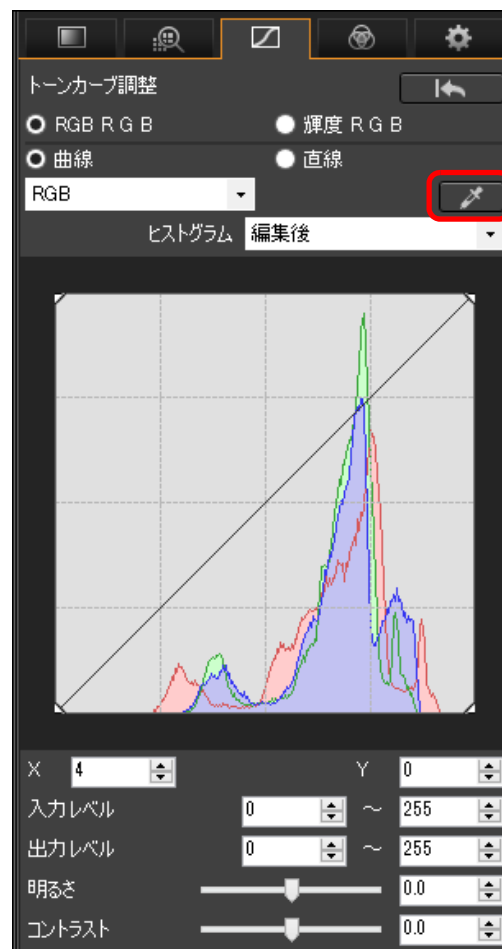 トーンカーブ調整
RGB R G B 輝度 R G B
曲線 直線
RGB
ヒストグラム 編集後
X 4 Y 0
入力レベル 0 ～ 255
出力レベル 0 ～ 255
明るさ 0.0
コントラスト 0.0